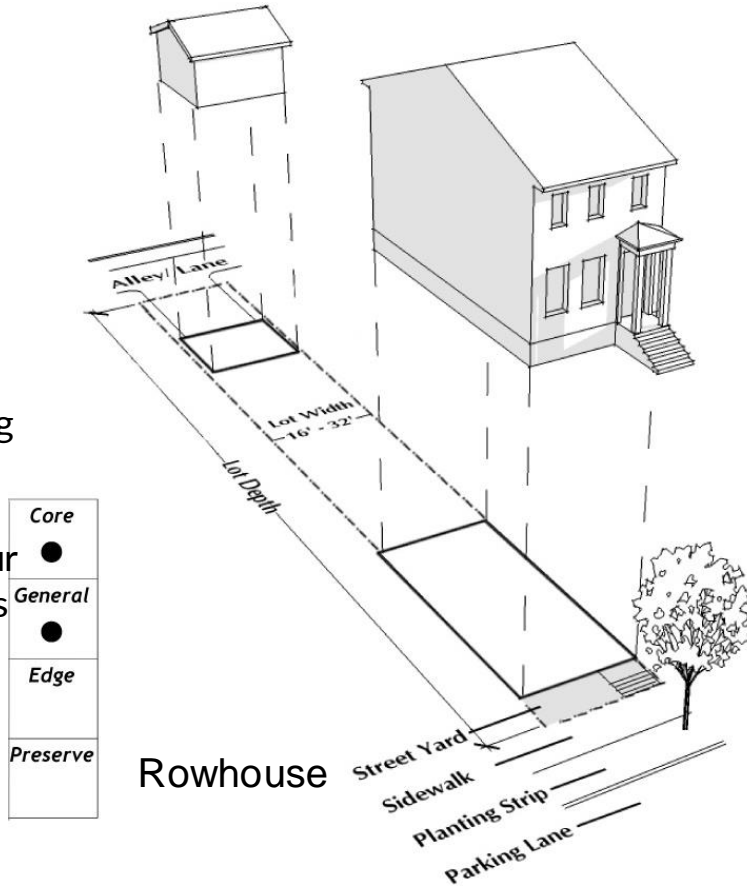 Alley/ Lane
Lot Width
16' - 32'
Lot Depth
g
ur
s
Core
General
Edge
Preserve
Rowhouse
Street Yard
Sidewalk
Planting Strip
Parking Lane